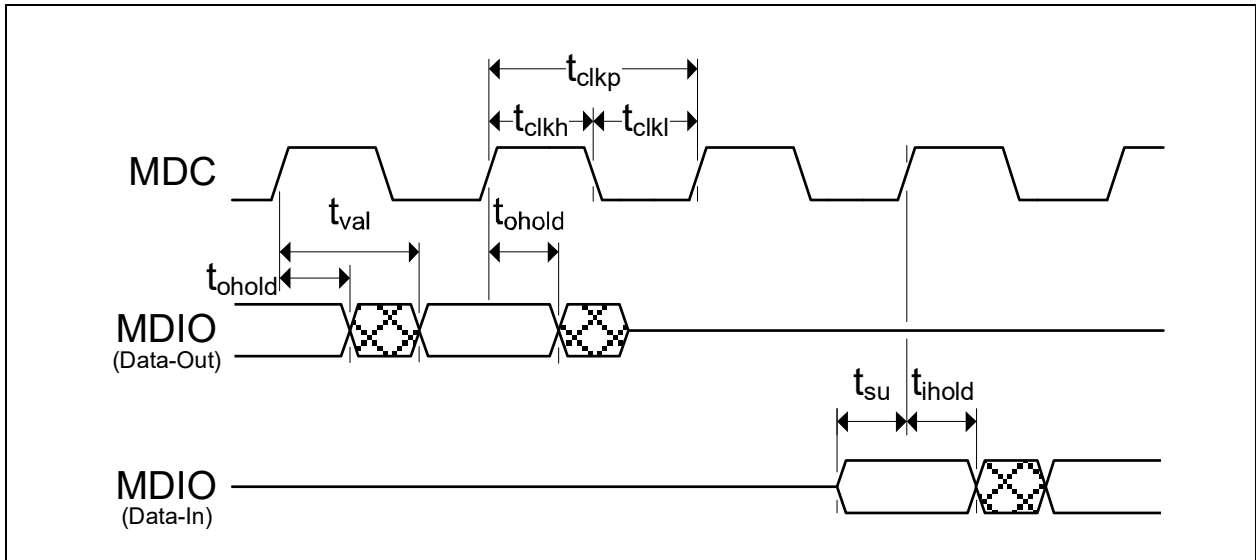 tclkp
tclkh tclkl
MDC
tval tohold
tohold
MDIO
(Data-Out)
tsu tihold
MDIO
(Data-In)